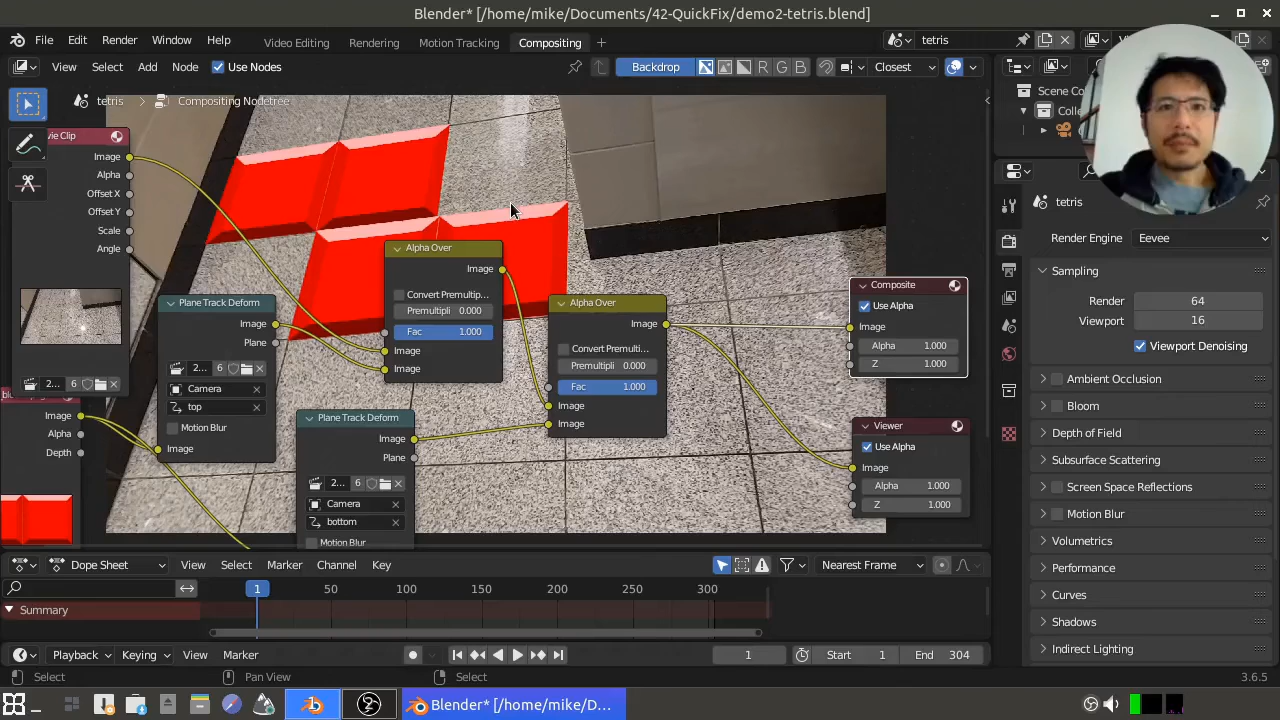 Blender* [/home/mike/Documents/42-QuickFix/demo2-tetris.blend]
File Edit Render Window Help Video Editing Rendering Motion Tracking Compositing tetris
View Select Add Node Use Nodes Backdrop R G B Closest
tetris Compositing Nodetree
Scene Co
Colle
vie Clip
Image
Alpha
Offset X
Offset Y
Scale
Angle
2... 6
Image
Alpha
Depth
Plane Track Deform
Image
Plane
2... 6
Camera
top
Motion Blur
Image
Alpha Over
Image
Convert Premultip...
Premultipli 0.000
Fac 1.000
Image
Image
Plane Track Deform
Image
Plane
2... 6
Camera
bottom
Motion Blur
Alpha Over
Image
Convert Premulti...
Premultipli 0.000
Fac 1.000
Image
Image
Composite
Use Alpha
Image
Alpha 1.000
Z 1.000
Viewer
Use Alpha
Image
Alpha 1.000
Z 1.000
tetris
Render Engine Eevee
Sampling
Render 64
Viewport 16
Viewport Denoising
Ambient Occlusion
Bloom
Depth of Field
Subsurface Scattering
Screen Space Reflections
Motion Blur
Volumetrics
Performance
Curves
Shadows
Indirect Lighting
Dope Sheet View Select Marker Channel Key Nearest Frame
1 50 100 150 200 250 300
Summary
Playback Keying View Marker 1 Start 1 End 304
Select Pan View Select 3.6.5
1 Blender* [/home/mike/D...